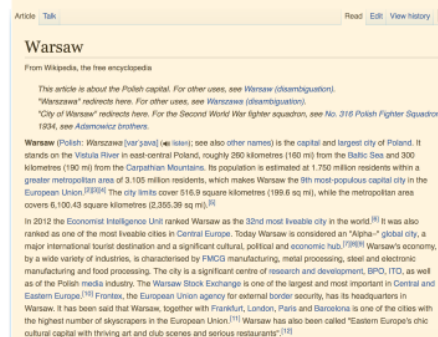 Article Talk Read Edit View history
Warsaw
From Wikipedia, the free encyclopedia
This article is about the Polish capital. For other uses, see Warsaw (disambiguation).
"Warszawa" redirects here. For other uses, see Warszawa (disambiguation).
"City of Warsaw" redirects here. For the Second World War fighter squadron, see No. 316 Polish Fighter Squadron
1934, see Adamowicz brothers.
Warsaw (Polish: Warszawa [varˈʂava] (listen); see also other names) is the capital and largest city of Poland. It
stands on the Vistula River in east-central Poland, roughly 260 kilometres (160 mi) from the Baltic Sea and 300
kilometres (190 mi) from the Carpathian Mountains. Its population is estimated at 1.750 million residents within a
greater metropolitan area of 3.105 million residents, which makes Warsaw the 9th most-populous capital city in the
European Union.[2][3][4] The city limits cover 516.9 square kilometres (199.6 sq mi), while the metropolitan area
covers 6,100.43 square kilometres (2,355.39 sq mi).[5]
In 2012 the Economist Intelligence Unit ranked Warsaw as the 32nd most liveable city in the world.[6] It was also
ranked as one of the most liveable cities in Central Europe. Today Warsaw is considered an "Alpha–" global city, a
major international tourist destination and a significant cultural, political and economic hub.[7][8][9] Warsaw's economy,
by a wide variety of industries, is characterised by FMCG manufacturing, metal processing, steel and electronic
manufacturing and food processing. The city is a significant centre of research and development, BPO, ITO, as well
as of the Polish media industry. The Warsaw Stock Exchange is one of the largest and most important in Central and
Eastern Europe.[10] Frontex, the European Union agency for external border security, has its headquarters in
Warsaw. It has been said that Warsaw, together with Frankfurt, London, Paris and Barcelona is one of the cities with
the highest number of skyscrapers in the European Union.[11] Warsaw has also been called "Eastern Europe's chic
cultural capital with thriving art and club scenes and serious restaurants".[12]